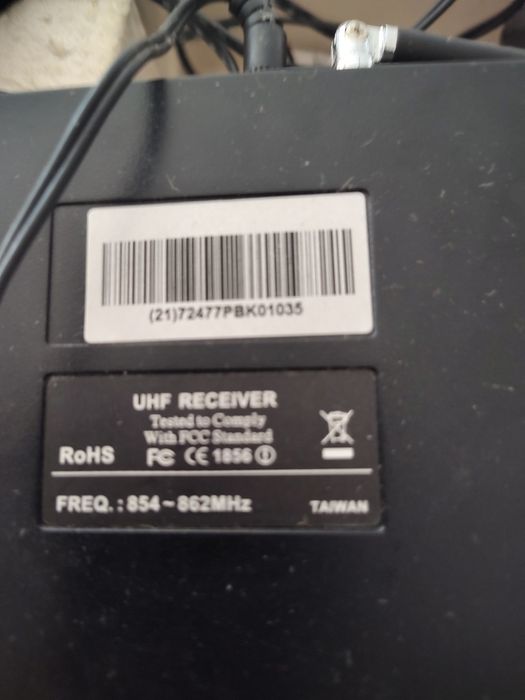 (21)72477PBK01035
UHF RECEIVER
Tested to Comply
With FCC Standard
RoHS FC CE 1856
FREQ. : 854 ~ 862MHz
TAIWAN